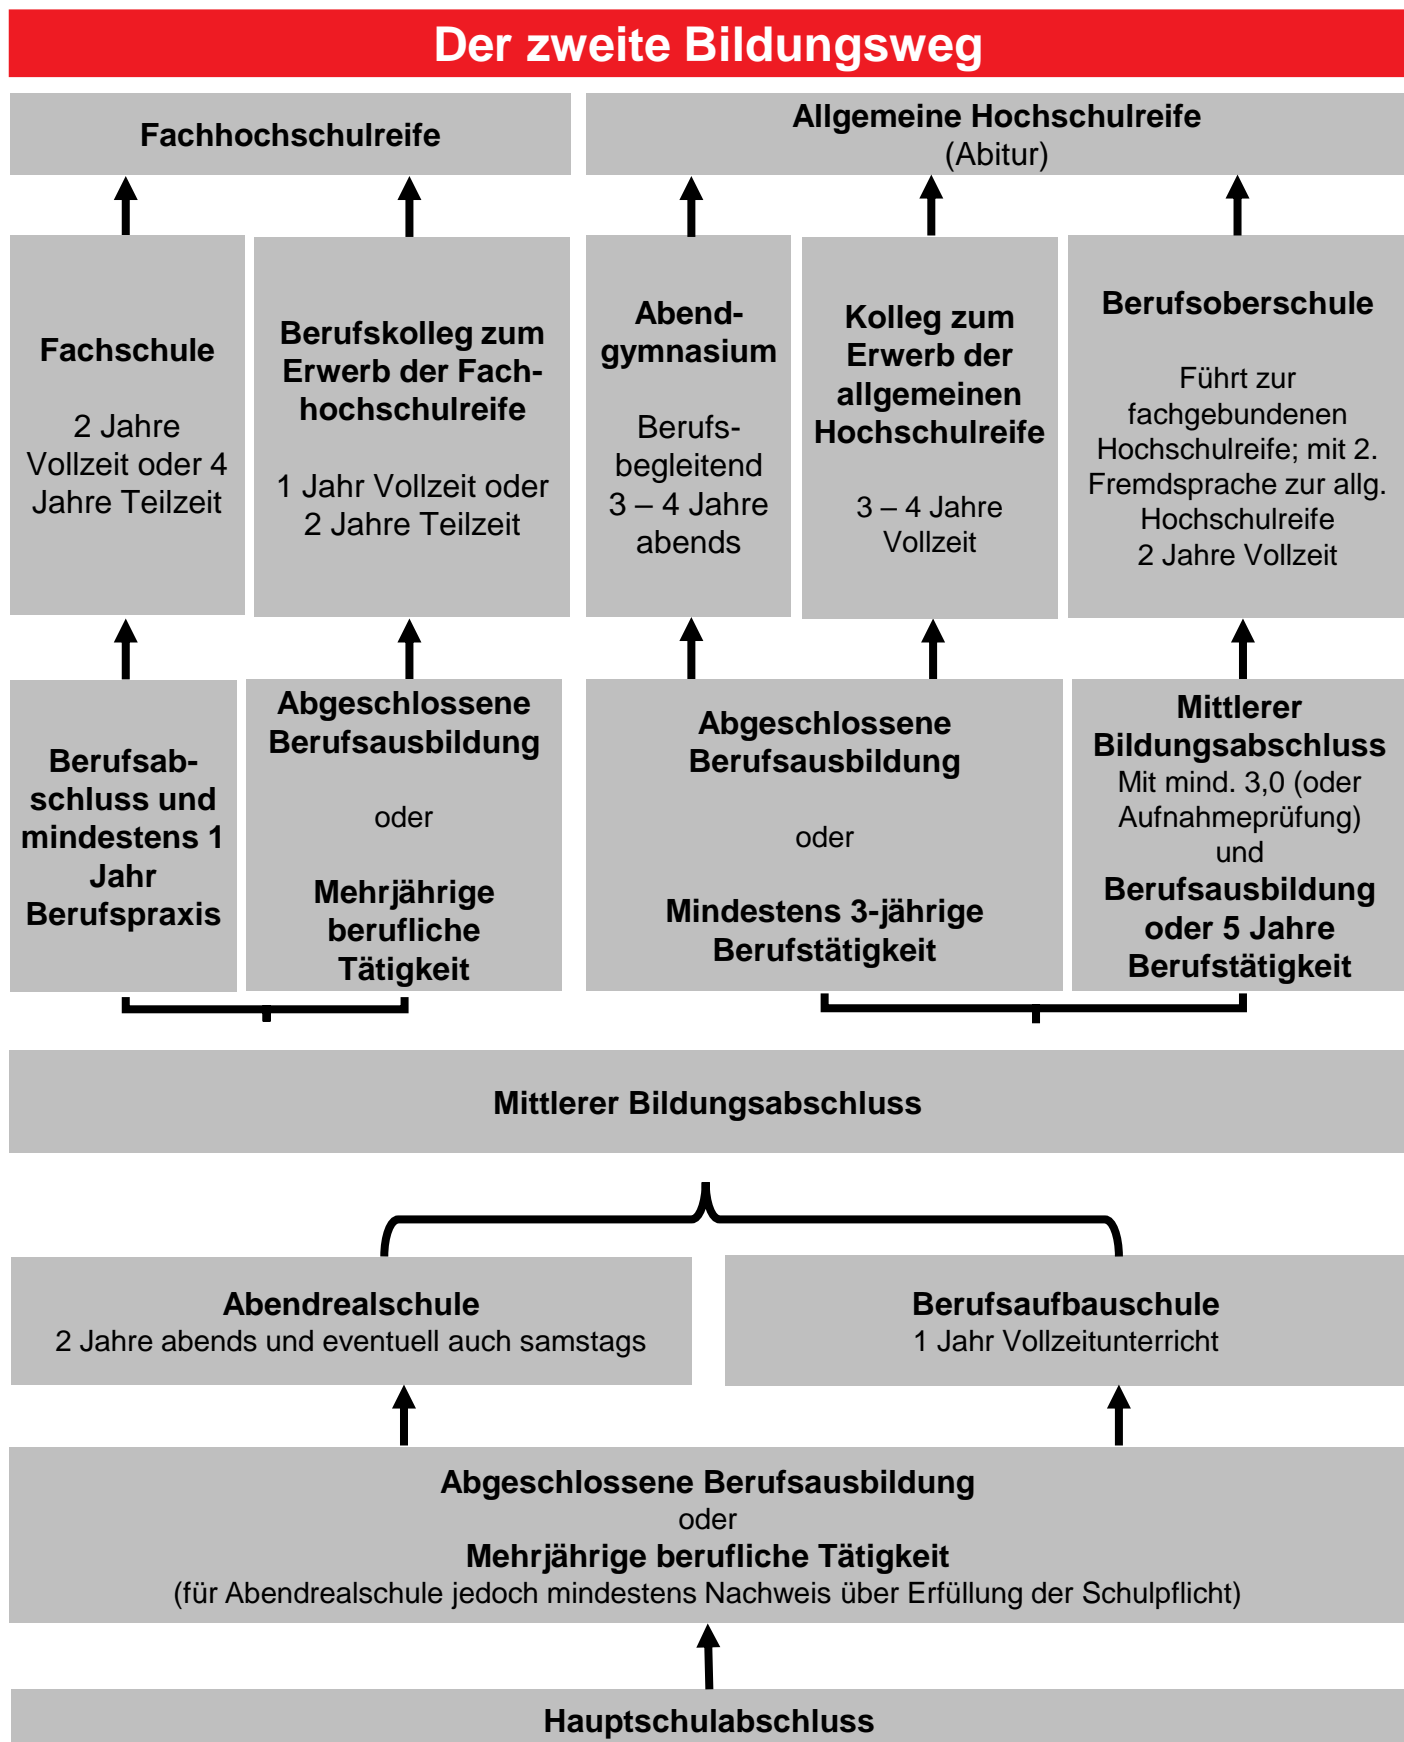 Der zweite Bildungsweg
Fachhochschulreife
Allgemeine Hochschulreife
(Abitur)
Fachschule
2 Jahre
Vollzeit oder 4
Jahre Teilzeit
Berufskolleg zum
Erwerb der Fach-
hochschulreife
1 Jahr Vollzeit oder
2 Jahre Teilzeit
Abend-
gymnasium
Berufs-
begleitend
3 – 4 Jahre
abends
Kolleg zum
Erwerb der
allgemeinen
Hochschulreife
3 – 4 Jahre
Vollzeit
Berufsoberschule
Führt zur
fachgebundenen
Hochschulreife; mit 2.
Fremdsprache zur allg.
Hochschulreife
2 Jahre Vollzeit
Berufsab-
schluss und
mindestens 1
Jahr
Berufspraxis
Abgeschlossene
Berufsausbildung
oder
Mehrjährige
berufliche
Tätigkeit
Abgeschlossene
Berufsausbildung
oder
Mindestens 3-jährige
Berufstätigkeit
Mittlerer
Bildungsabschluss
Mit mind. 3,0 (oder
Aufnahmeprüfung)
und
Berufsausbildung
oder 5 Jahre
Berufstätigkeit
Mittlerer Bildungsabschluss
Abendrealschule
2 Jahre abends und eventuell auch samstags
Berufsaufbauschule
1 Jahr Vollzeitunterricht
Abgeschlossene Berufsausbildung
oder
Mehrjährige berufliche Tätigkeit
(für Abendrealschule jedoch mindestens Nachweis über Erfüllung der Schulpflicht)
Hauptschulabschluss